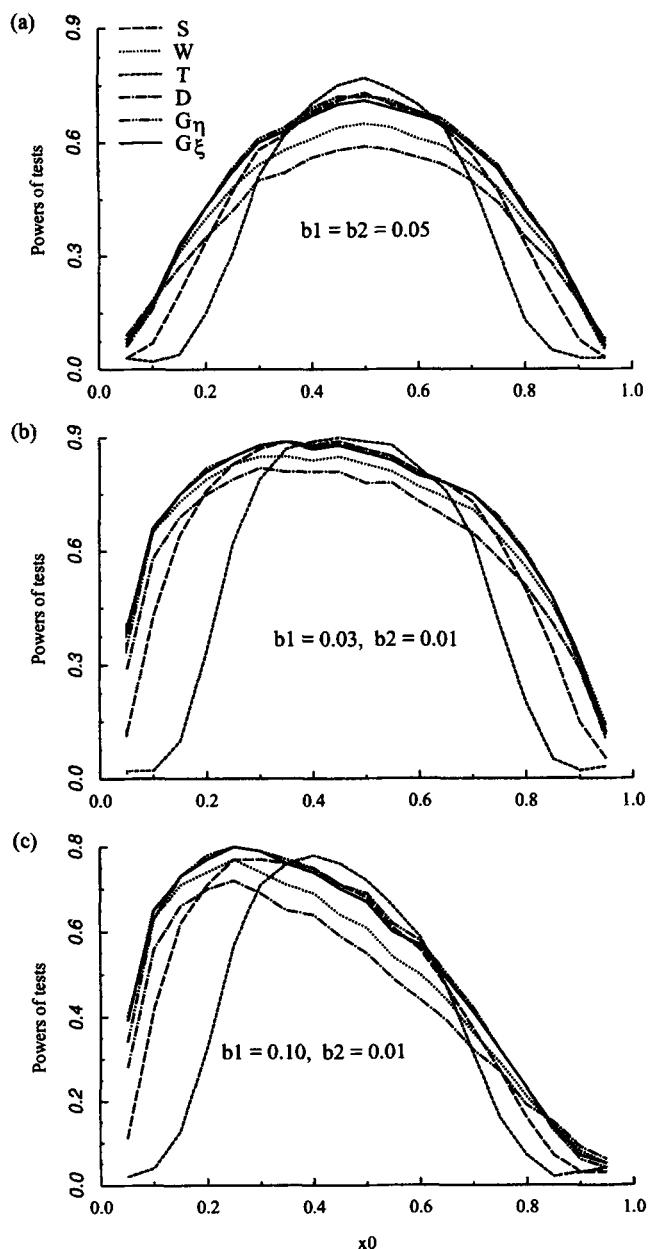 (a)
0.9
0.6
0.3
0.0
Powers of tests
S
W
T
D
Gη
Gξ
b1 = b2 = 0.05
0.0 0.2 0.4 0.6 0.8 1.0
(b)
0.9
0.6
0.3
0.0
Powers of tests
b1 = 0.03, b2 = 0.01
0.0 0.2 0.4 0.6 0.8 1.0
(c)
0.8
0.6
0.4
0.2
0.0
Powers of tests
b1 = 0.10, b2 = 0.01
0.0 0.2 0.4 0.6 0.8 1.0
x0